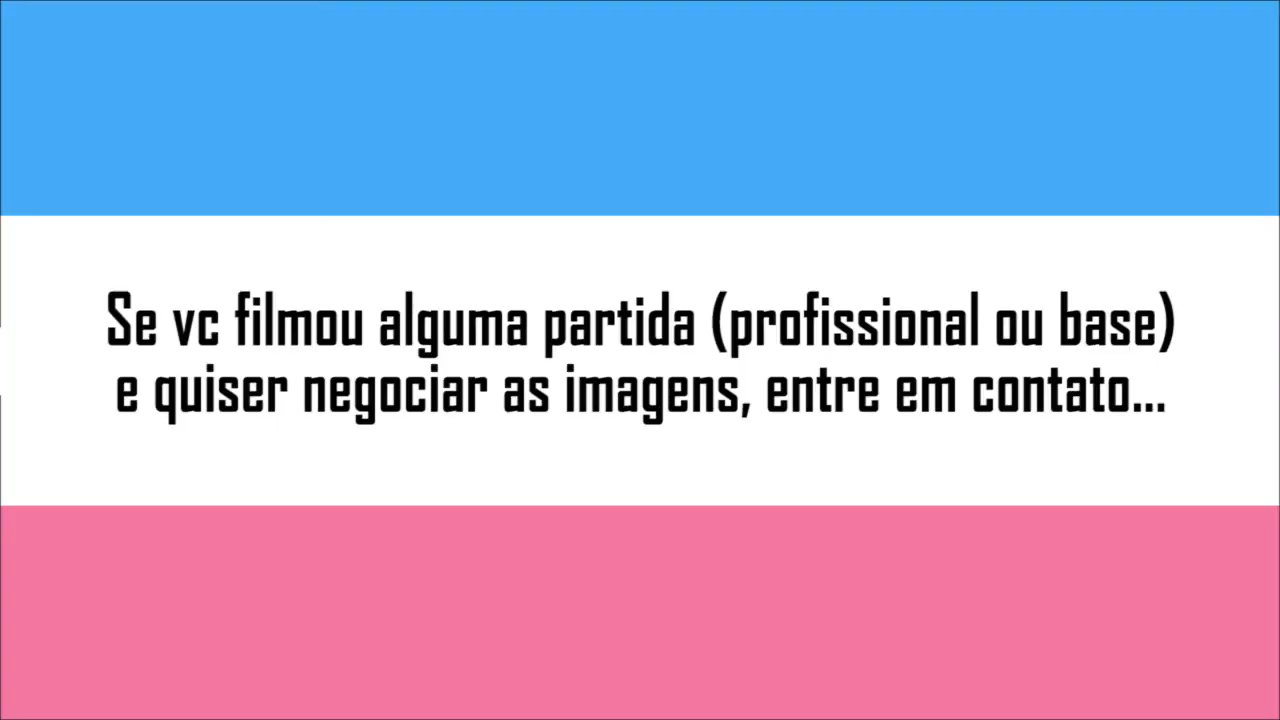 Se vc filmou alguma partida (profissional ou base)
e quiser negociar as imagens, entre em contato...